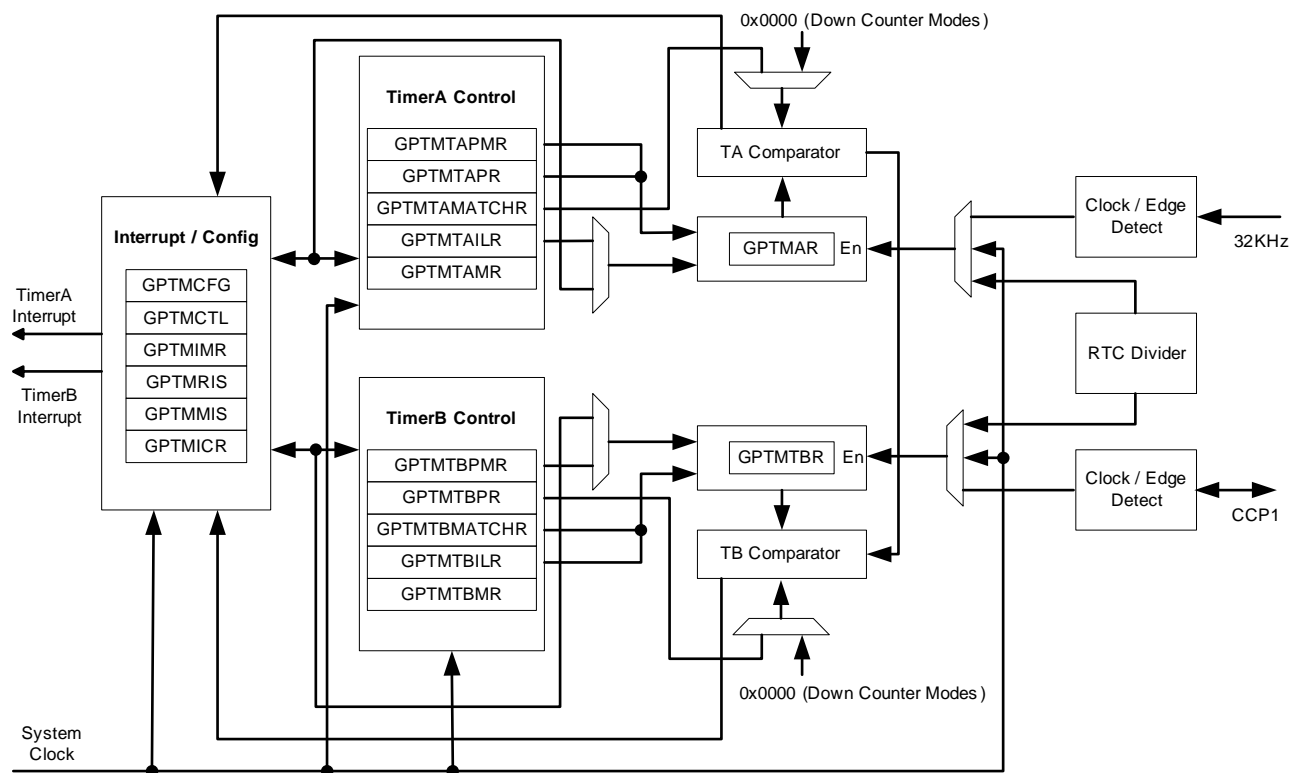 0x0000 (Down Counter Modes)
TimerA Control
GPTMTAPMR
GPTMTAPR
GPTMTAMATCHR
GPTMTAILR
GPTMTAMR
TA Comparator
GPTMAR
En
Clock / Edge
Detect
32KHz
Interrupt / Config
GPTMCFG
GPTMCTL
GPTMIMR
GPTMRIS
GPTMMIS
GPTMICR
TimerA
Interrupt
TimerB
Interrupt
RTC Divider
TimerB Control
GPTMTBPMR
GPTMTBPR
GPTMTBMATCHR
GPTMTBILR
GPTMTBMR
GPTMTBR
En
TB Comparator
Clock / Edge
Detect
CCP1
0x0000 (Down Counter Modes)
System
Clock